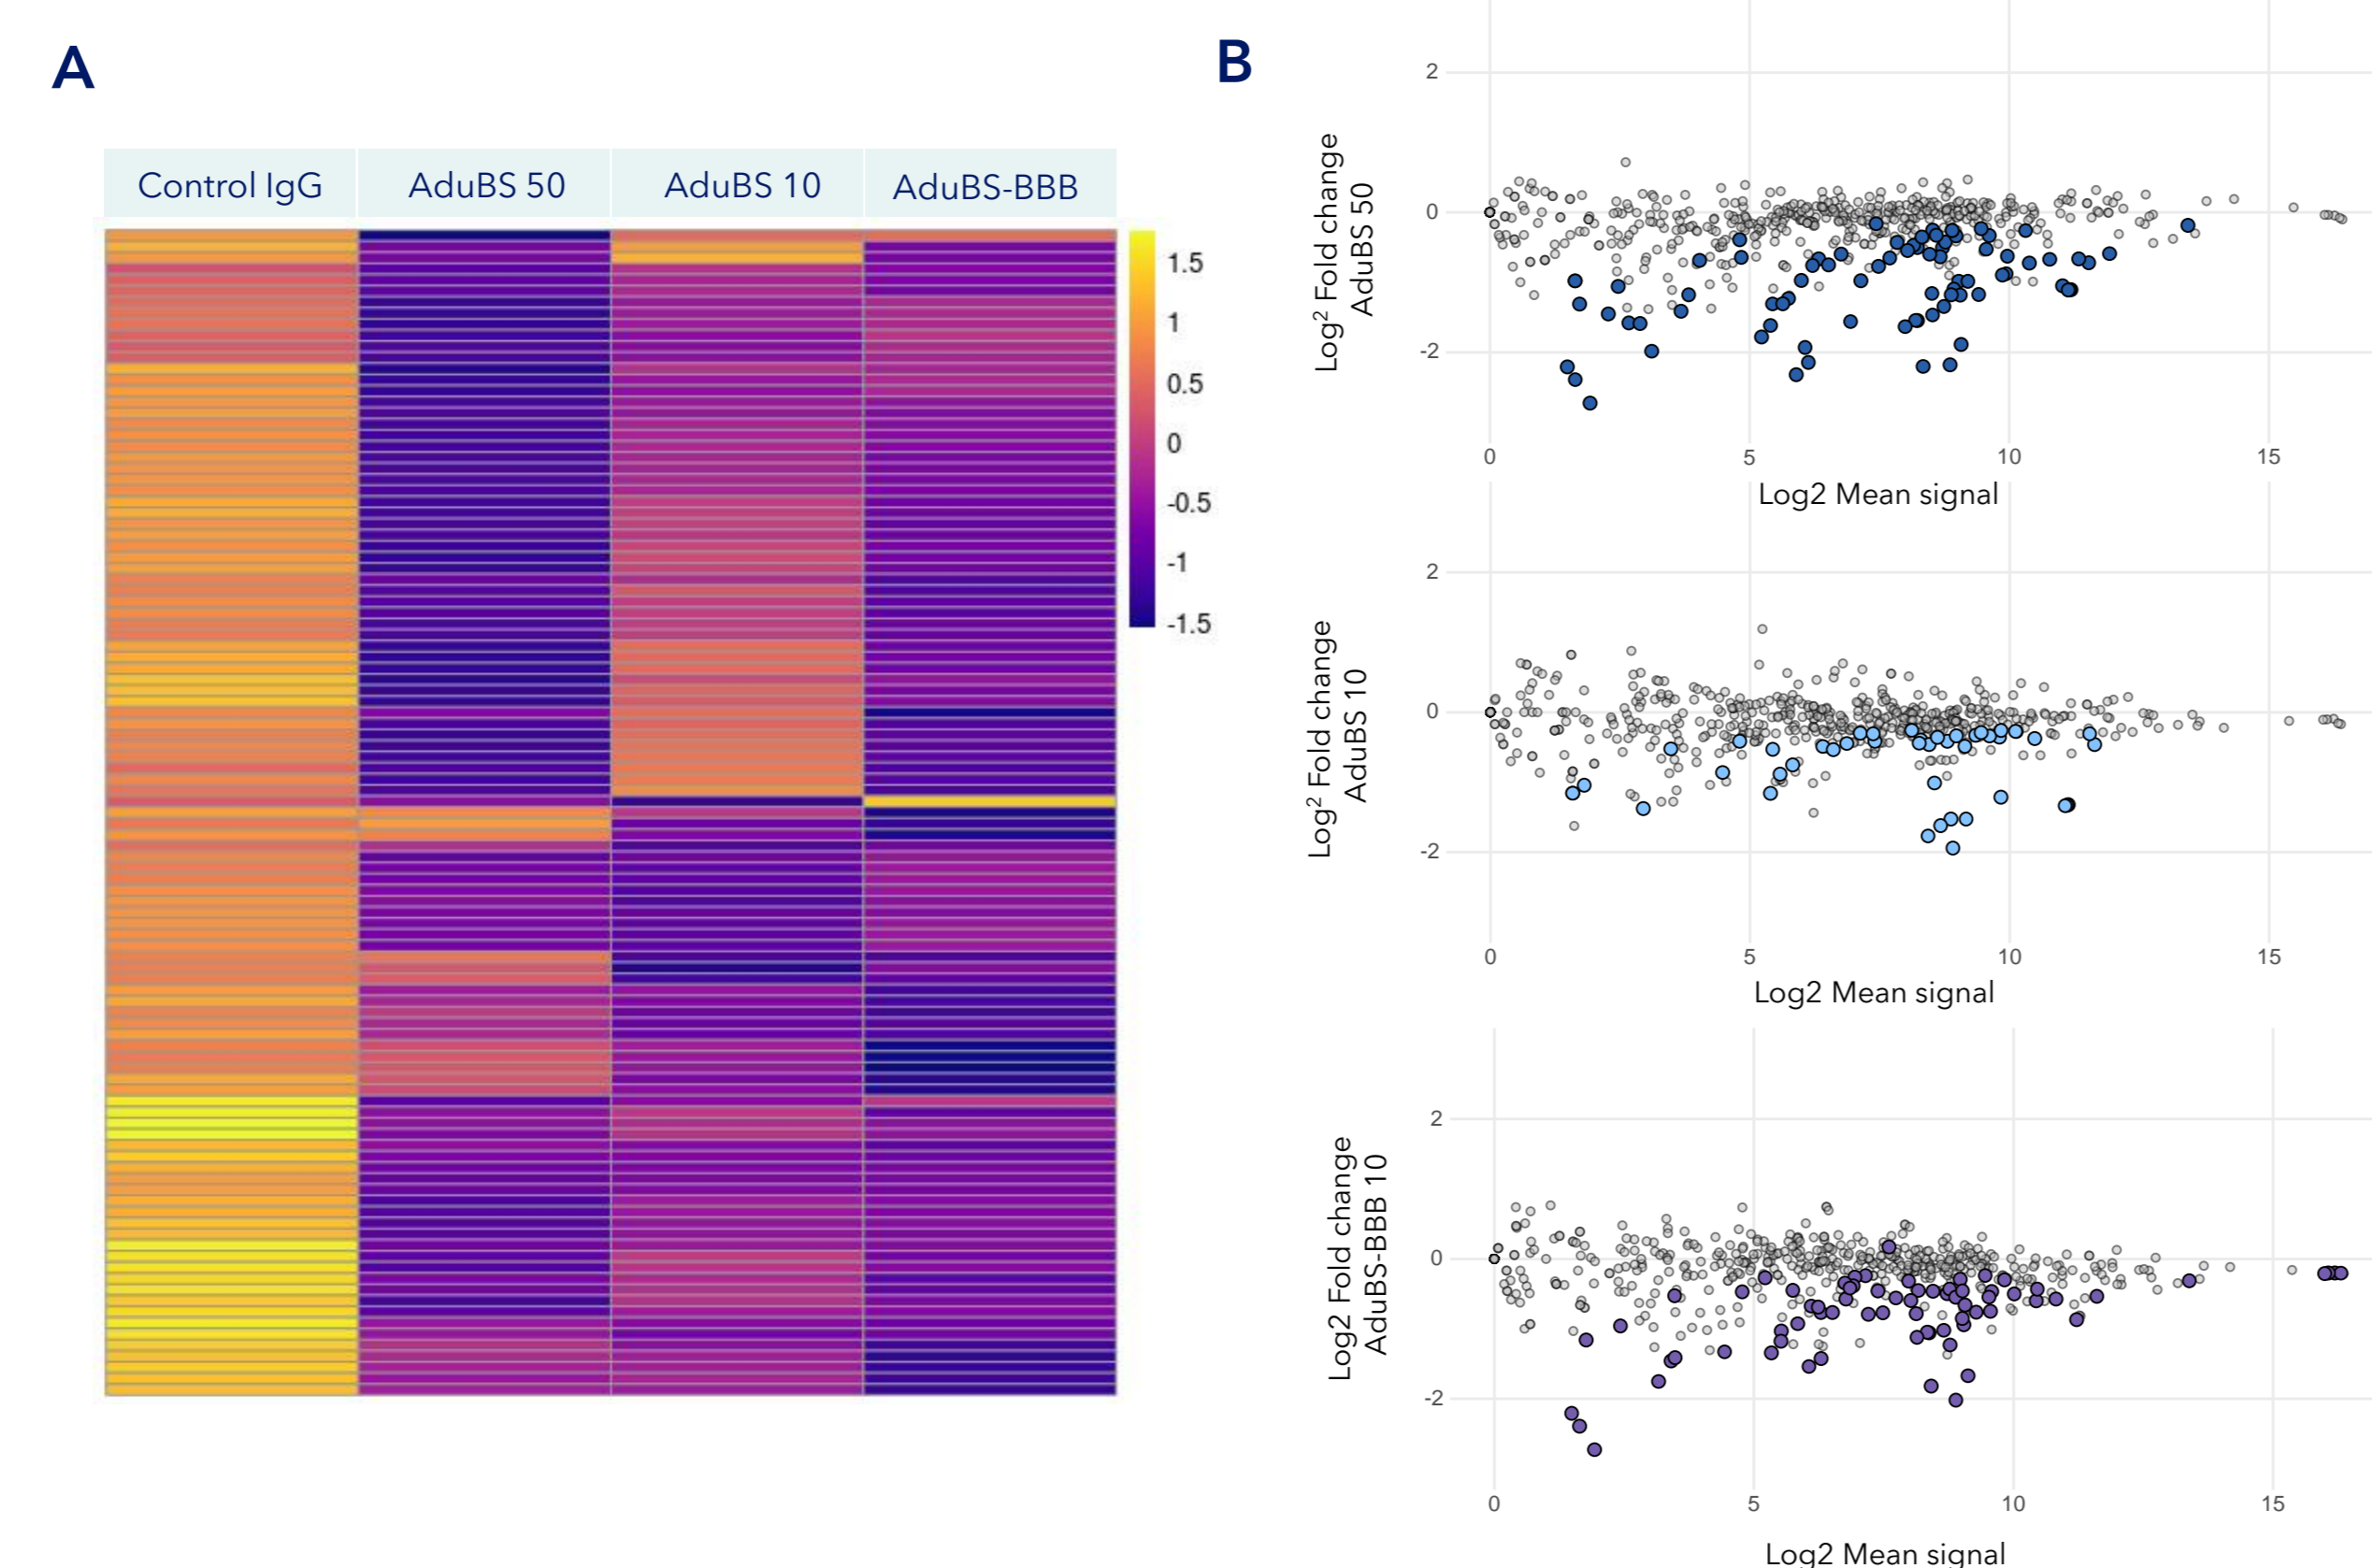 A
B
Control IgG
AduBS 50
AduBS 10
AduBS-BBB
1.5
1
0.5
0
-0.5
-1
-1.5
Log² Fold change
AduBS 50
2
0
-2
0
5
10
15
Log2 Mean signal
Log² Fold change
AduBS 10
2
0
-2
0
5
10
15
Log2 Mean signal
Log2 Fold change
AduBS-BBB 10
2
0
-2
0
5
10
15
Log2 Mean signal